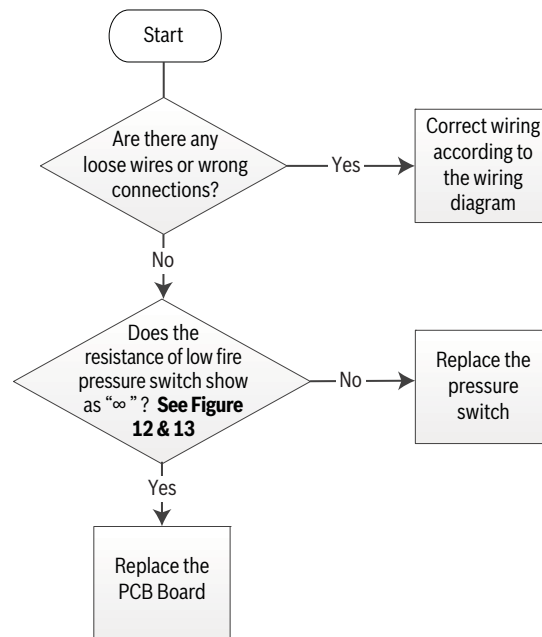 Start
Are there any
loose wires or wrong
connections?
Yes
Correct wiring
according to
the wiring
diagram
No
Does the
resistance of low fire
pressure switch show
as “∞ ” ? See Figure
12 & 13
No
Replace the
pressure
switch
Yes
Replace the
PCB Board